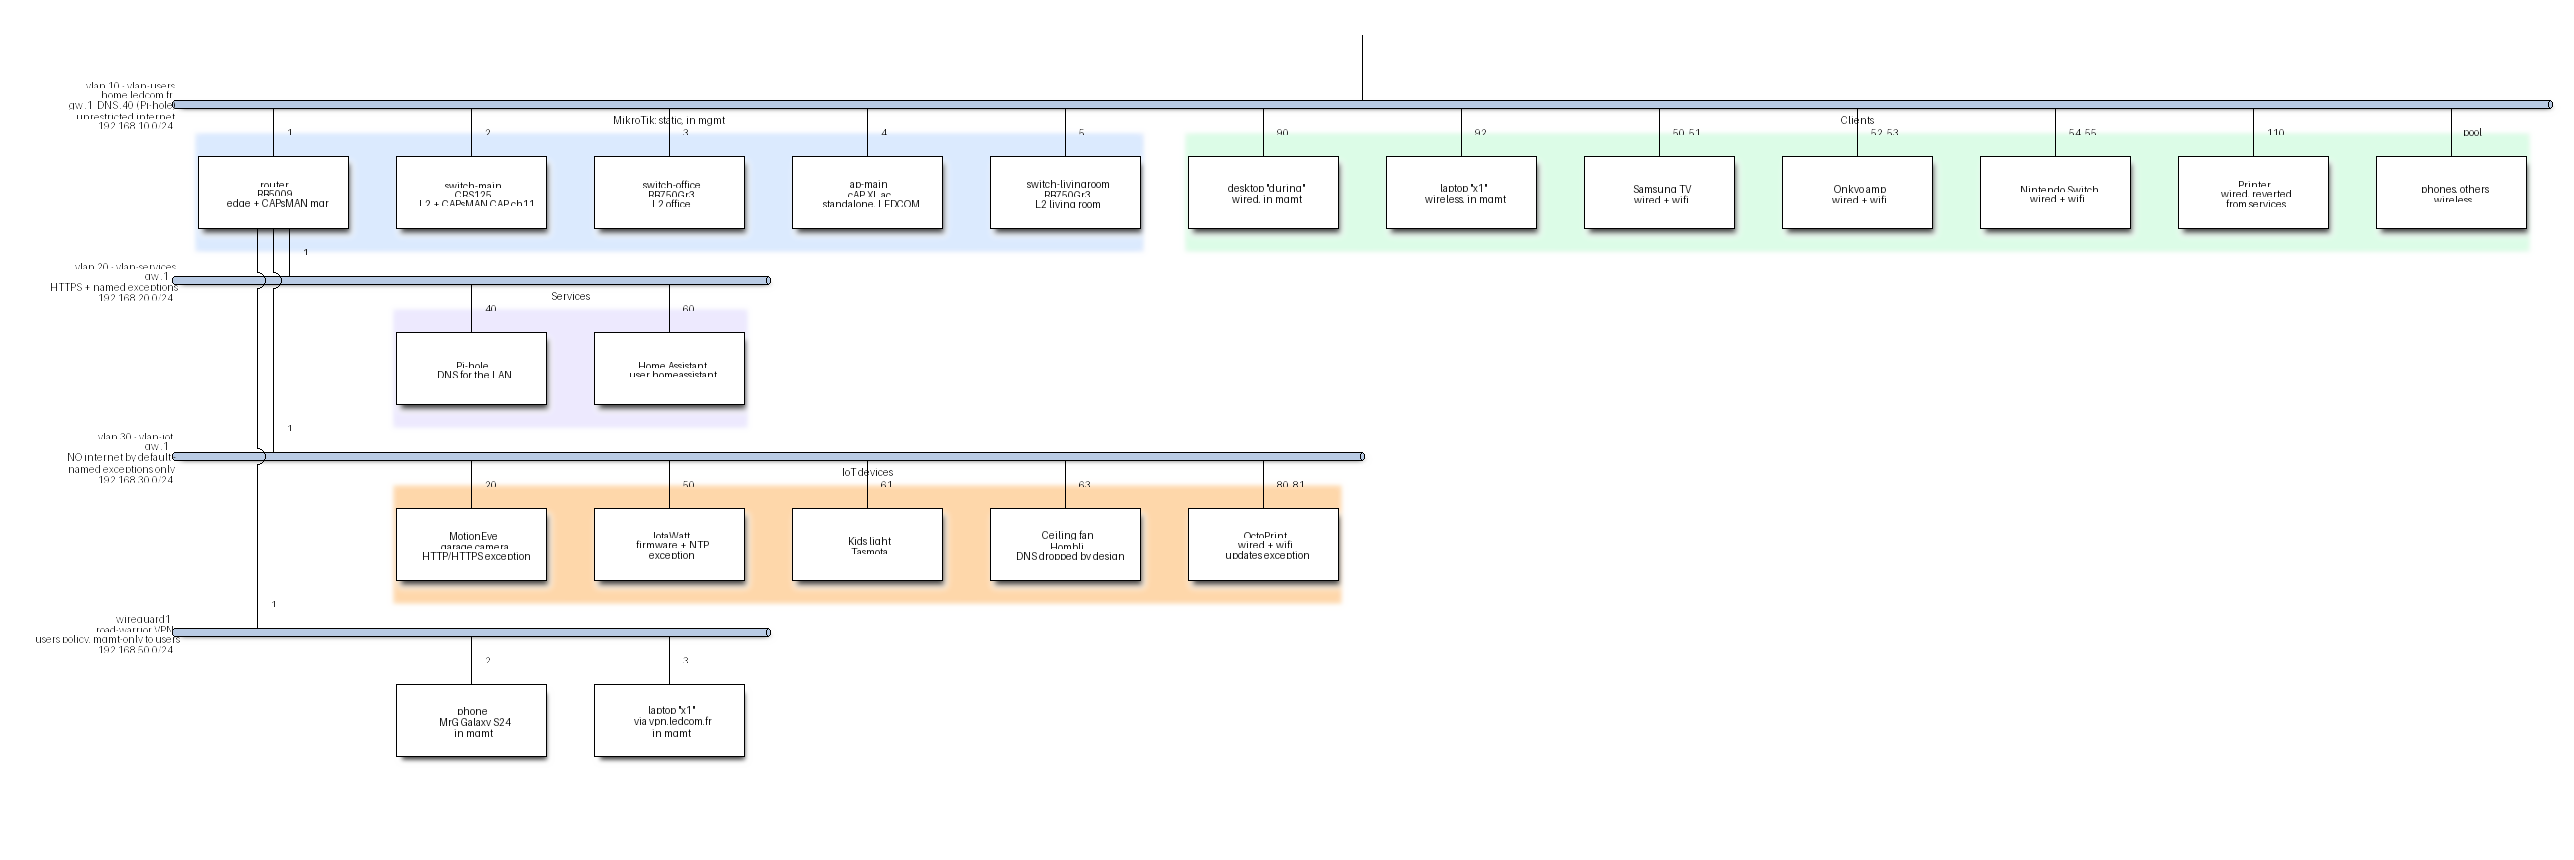 vlan 10 - vlan-users
home.ledcom.fr
gw .1 DNS .40 (Pi-hole)
unrestricted internet
192.168.10.0/24
MikroTik: static, in mgmt
Clients
1
2
3
4
5
90
92
50, 51
52, 53
54, 55
110
pool
router
RB5009
edge + CAPsMAN mgr
switch-main
CRS125
L2 + CAPsMAN CAP ch11
switch-office
RB750Gr3
L2 office
ap-main
cAP XL ac
standalone, LEDCOM
switch-livingroom
RB750Gr3
L2 living room
desktop "during"
wired, in mgmt
laptop "x1"
wireless, in mgmt
Samsung TV
wired + wifi
Onkyo amp
wired + wifi
Nintendo Switch
wired + wifi
Printer
wired, reverted
from services
phones, others
wireless
1
vlan 20 - vlan-services
gw .1
HTTPS + named exceptions
192.168.20.0/24
Services
40
60
Pi-hole
DNS for the LAN
Home Assistant
user homeassistant
1
vlan 30 - vlan-iot
gw .1
NO internet by default
named exceptions only
192.168.30.0/24
IoT devices
20
50
61
63
80, 81
MotionEye
garage camera
HTTP/HTTPS exception
IotaWatt
firmware + NTP
exception
Kids light
Tasmota
Ceiling fan
Hombli
DNS dropped by design
OctoPrint
wired + wifi
updates exception
1
wireguard1
road-warrior VPN
users policy, mgmt-only to users
192.168.50.0/24
2
3
phone
MrG Galaxy S24
in mgmt
laptop "x1"
via vpn.ledcom.fr
in mgmt